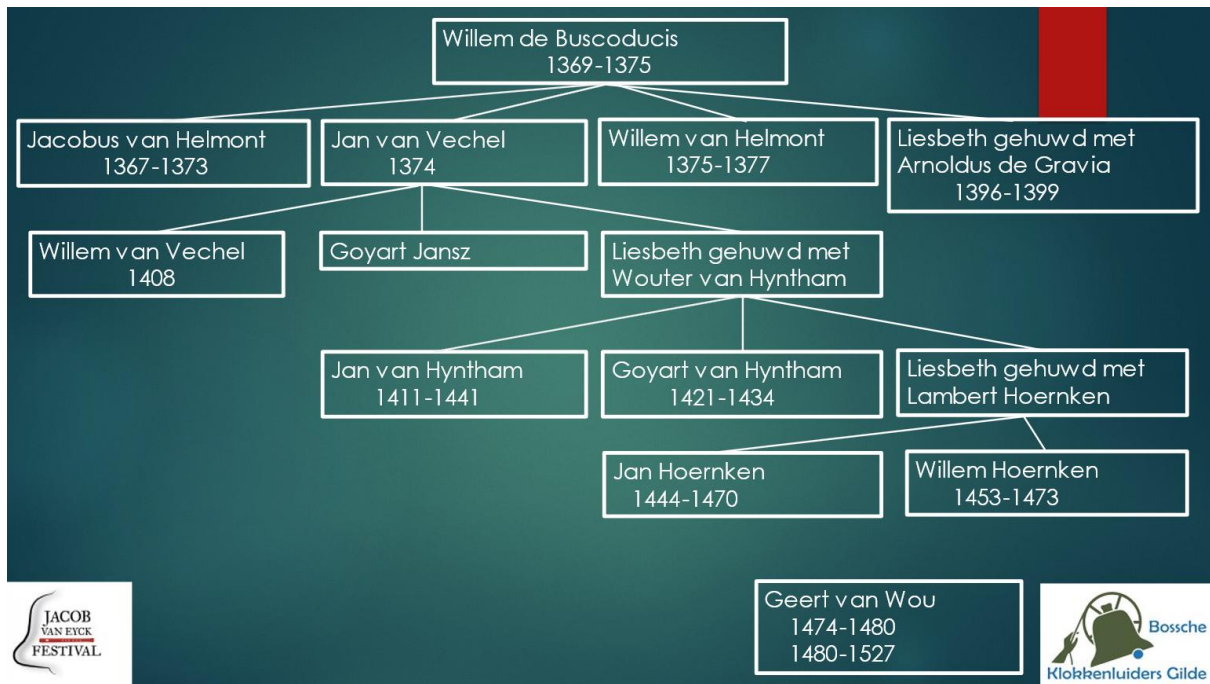 Willem de Buscoducis
1369-1375
Jacobus van Helmont
1367-1373
Jan van Vechel
1374
Willem van Helmont
1375-1377
Liesbeth gehuwd met
Arnoldus de Gravia
1396-1399
Willem van Vechel
1408
Goyart Jansz
Liesbeth gehuwd met
Wouter van Hyntham
Jan van Hyntham
1411-1441
Goyart van Hyntham
1421-1434
Liesbeth gehuwd met
Lambert Hoernken
Jan Hoernken
1444-1470
Willem Hoernken
1453-1473
Geert van Wou
1474-1480
1480-1527
JACOB
VAN EYCK
FESTIVAL
Bossche
Klokkenluiders Gilde